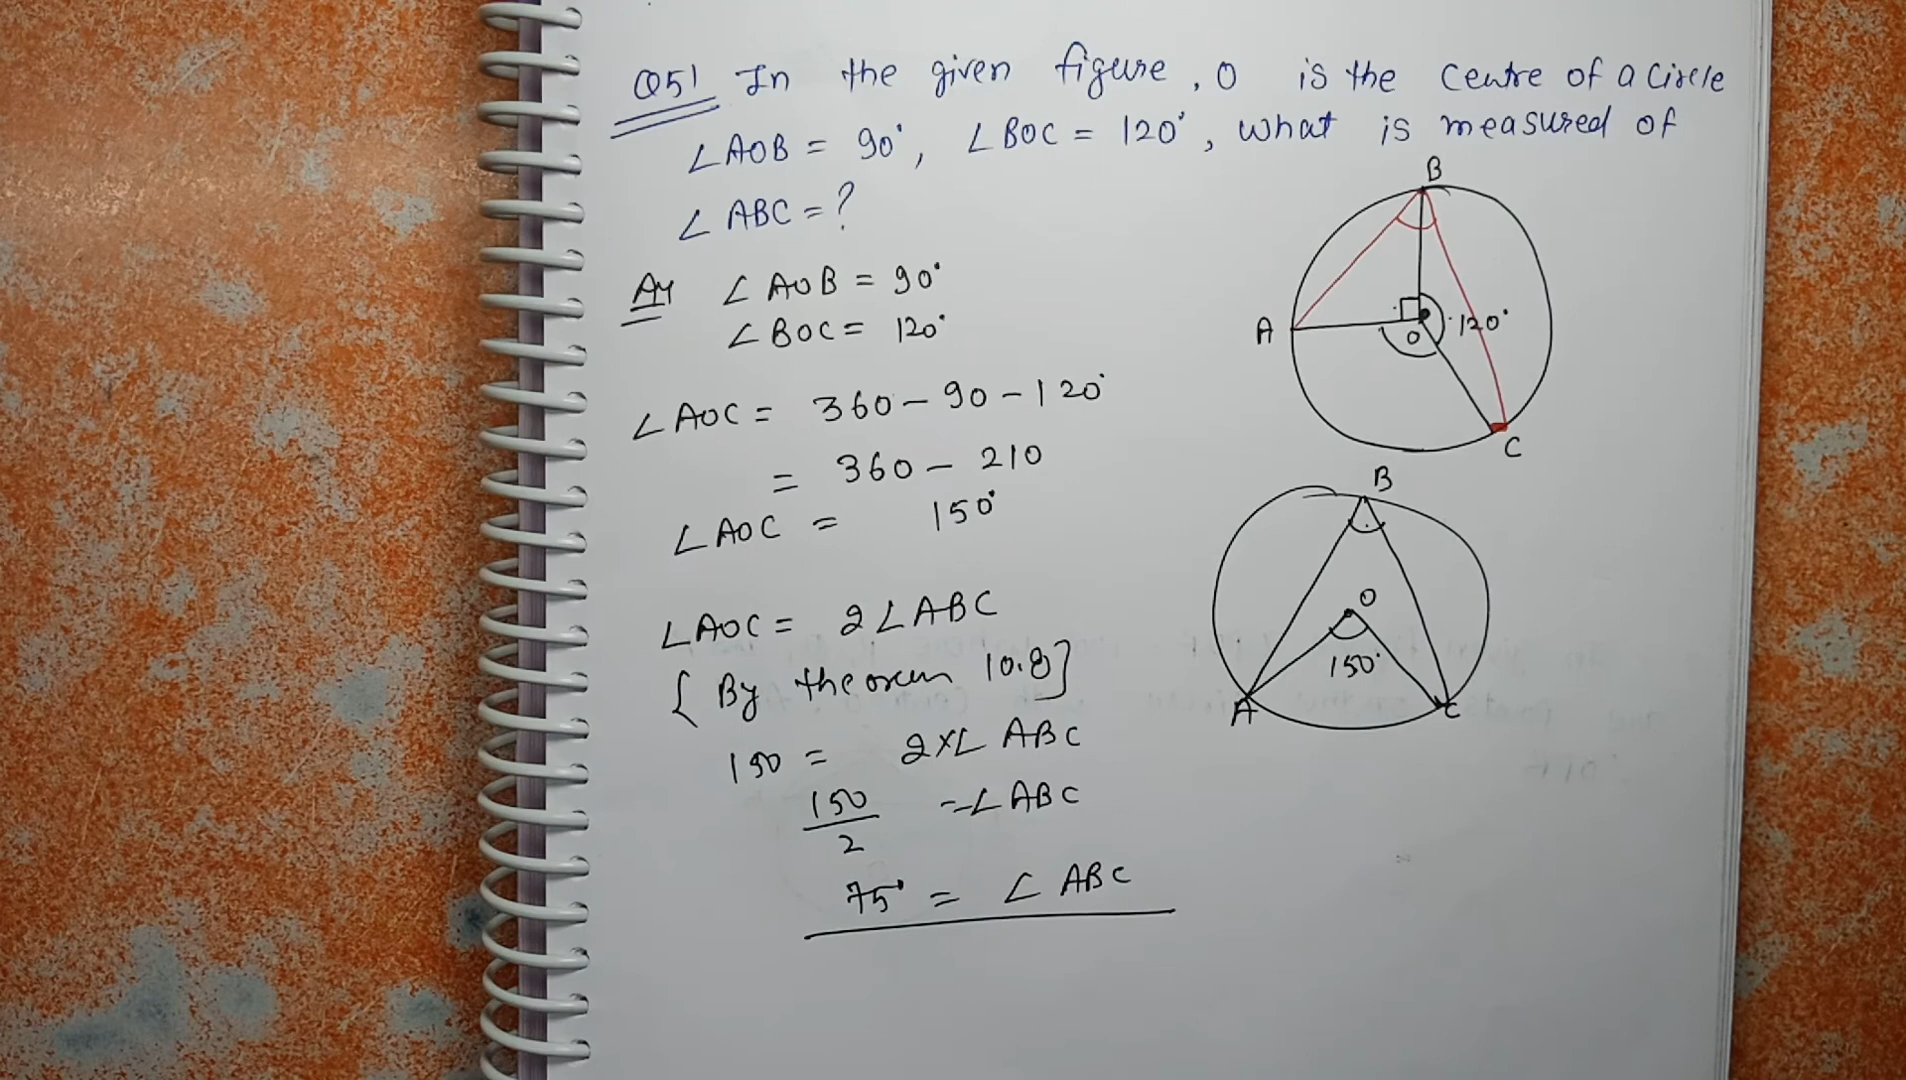 Q5! In the given figure, O is the centre of a circle
∠AOB = 90°, ∠BOC = 120°, what is measured of
∠ABC = ?
∠AOB = 90°
∠BOC = 120°
∠AOC = 360 - 90 - 120°
= 360 - 210
∠AOC = 150°
∠AOC = 2∠ABC
{ By theorem 10.8]
150 = 2×∠ABC
150/2 = ∠ABC
75° = ∠ABC
B
A
O
120°
C
B
O
150°
A
C